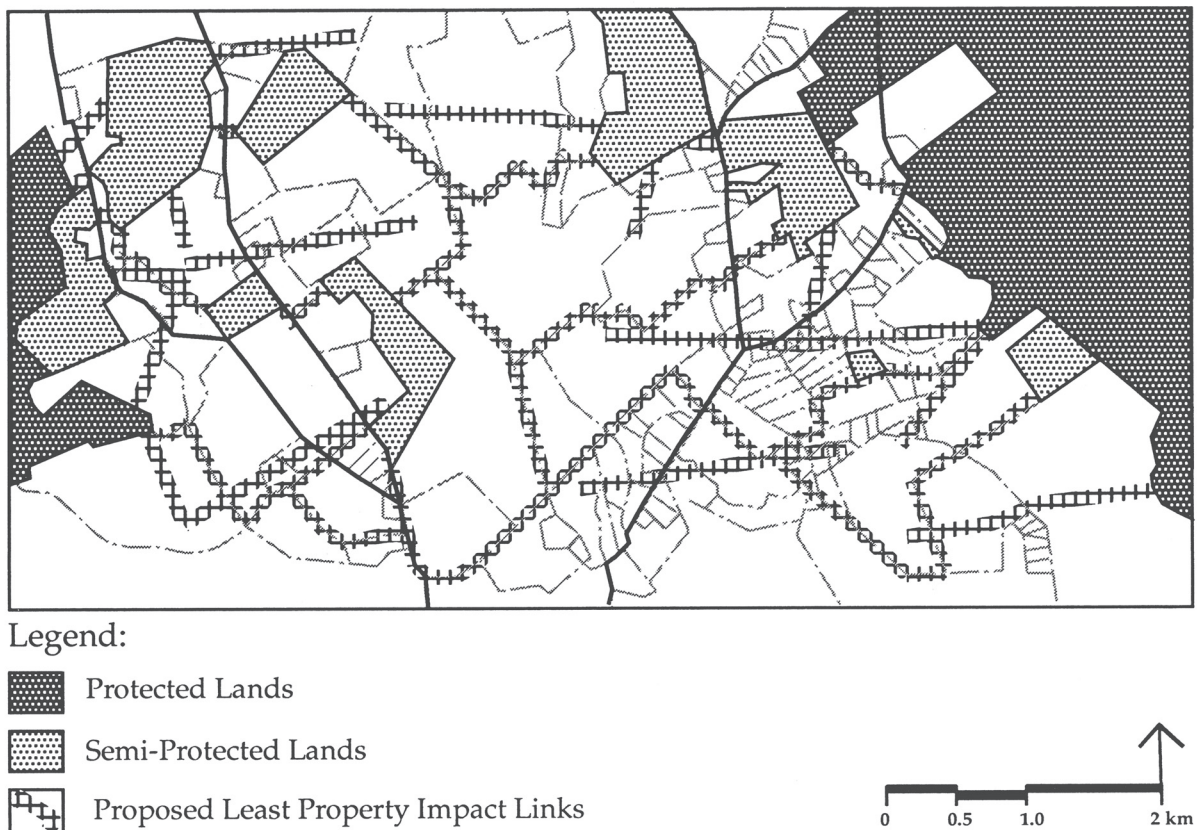 Legend:
Protected Lands
Semi-Protected Lands
Proposed Least Property Impact Links
0 0.5 1.0 2 km